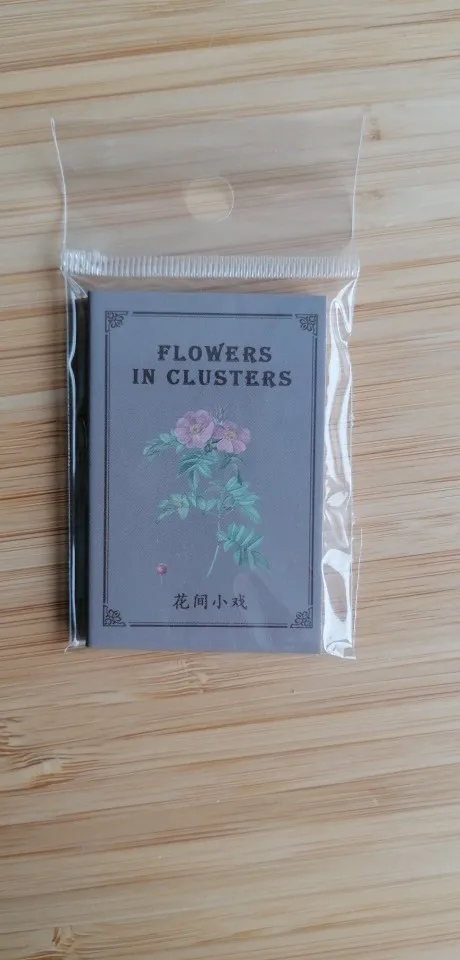 FLOWERS
IN CLUSTERS
花间小戏